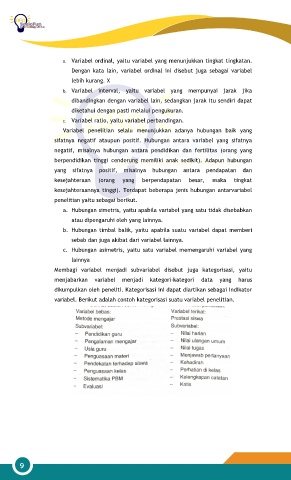 a. Variabel ordinal, yaitu variabel yang menunjukkan tingkat tingkatan.
Dengan kata lain, variabel ordinal ini disebut juga sebagai variabel
lebih kurang. X
b. Variabel interval, yaitu variabel yang mempunyai jarak jika
dibandingkan dengan variabel lain, sedangkan jarak itu sendiri dapat
diketahui dengan pasti melalui pengukuran.
c. Variabel ratio, yaitu variabel perbandingan.
Variabel penelitian selalu menunjukkan adanya hubungan baik yang
sifatnya negatif ataupun positif. Hubungan antara variabel yang sifatnya
negatif, misalnya hubungan antara pendidikan dan fertilitas (orang yang
berpendidikan tinggi cenderung memiliki anak sedikit). Adapun hubungan
yang sifatnya positif, misalnya hubungan antara pendapatan dan
kesejahteraan (orang yang berpendapatan besar, maka tingkat
kesejahteraannya tinggi). Terdapat beberapa jenis hubungan antarvariabel
penelitian yaitu sebagai berikut.
a. Hubungan simetris, yaitu apabila variabel yang satu tidak disebabkan
atau dipengaruhi oleh yang lainnya.
b. Hubungan timbal balik, yaitu apabila suatu variabel dapat memberi
sebab dan juga akibat dari variabel lainnya.
c. Hubungan asimetris, yaitu satu variabel memengaruhi variabel yang
lainnya
Membagi variabel menjadi subvariabel disebut juga kategorisasi, yaitu
menjabarkan variabel menjadi kategori-kategori data yang harus
dikumpulkan oleh peneliti. Kategorisasi ini dapat diartikan sebagai indikator
variabel. Berikut adalah contoh kategorisasi suatu variabel penelitian.
Variabel bebas: Variabel terikat:
Metode mengajar Prestasi siswa
Subvariabel: Subvariabel:
– Pendidikan guru – Nilai harian
– Pengalaman mengajar – Nilai ulangan umum
– Usia guru – Nilai tugas
– Penguasaan materi – Menjawab pertanyaan
– Pendekatan terhadap siswa – Kehadiran
– Penguasaan kelas – Perhatian di kelas
– Sistematika PBM – Kelengkapan catatan
– Evaluasi
9